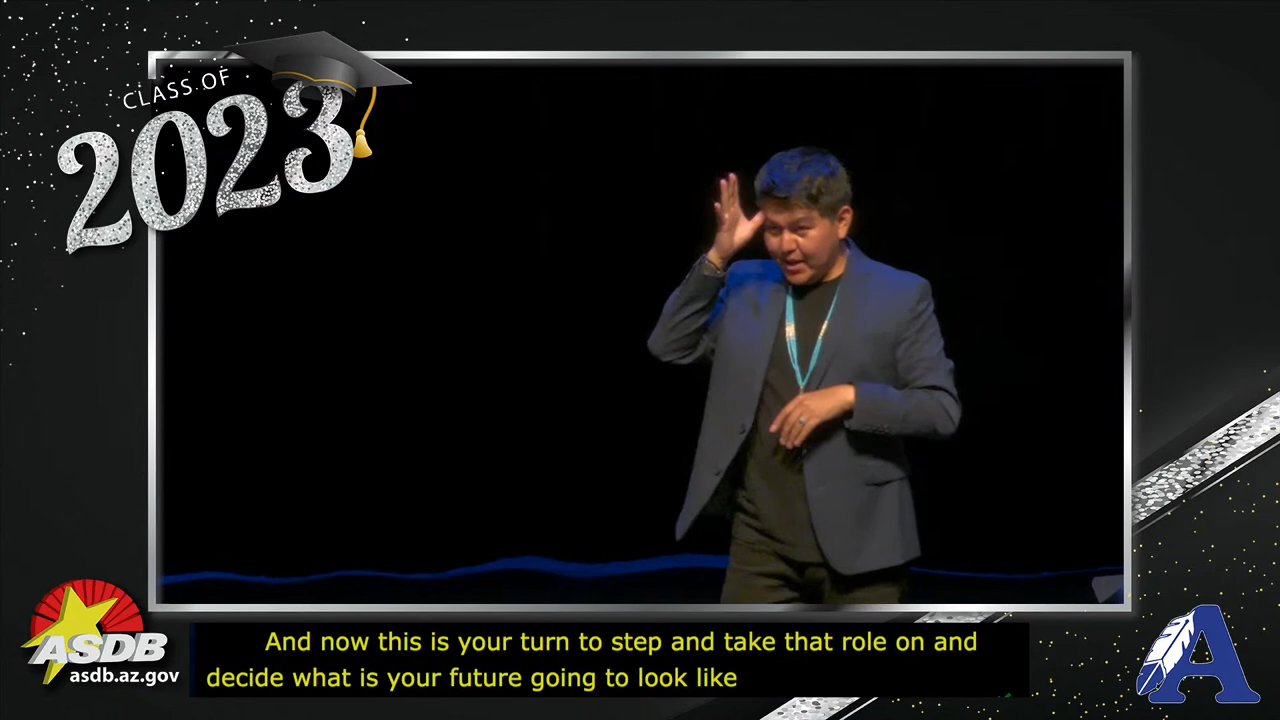 CLASS OF
2023
ASDB
asdb.az.gov
And now this is your turn to step and take that role on and
decide what is your future going to look like
A